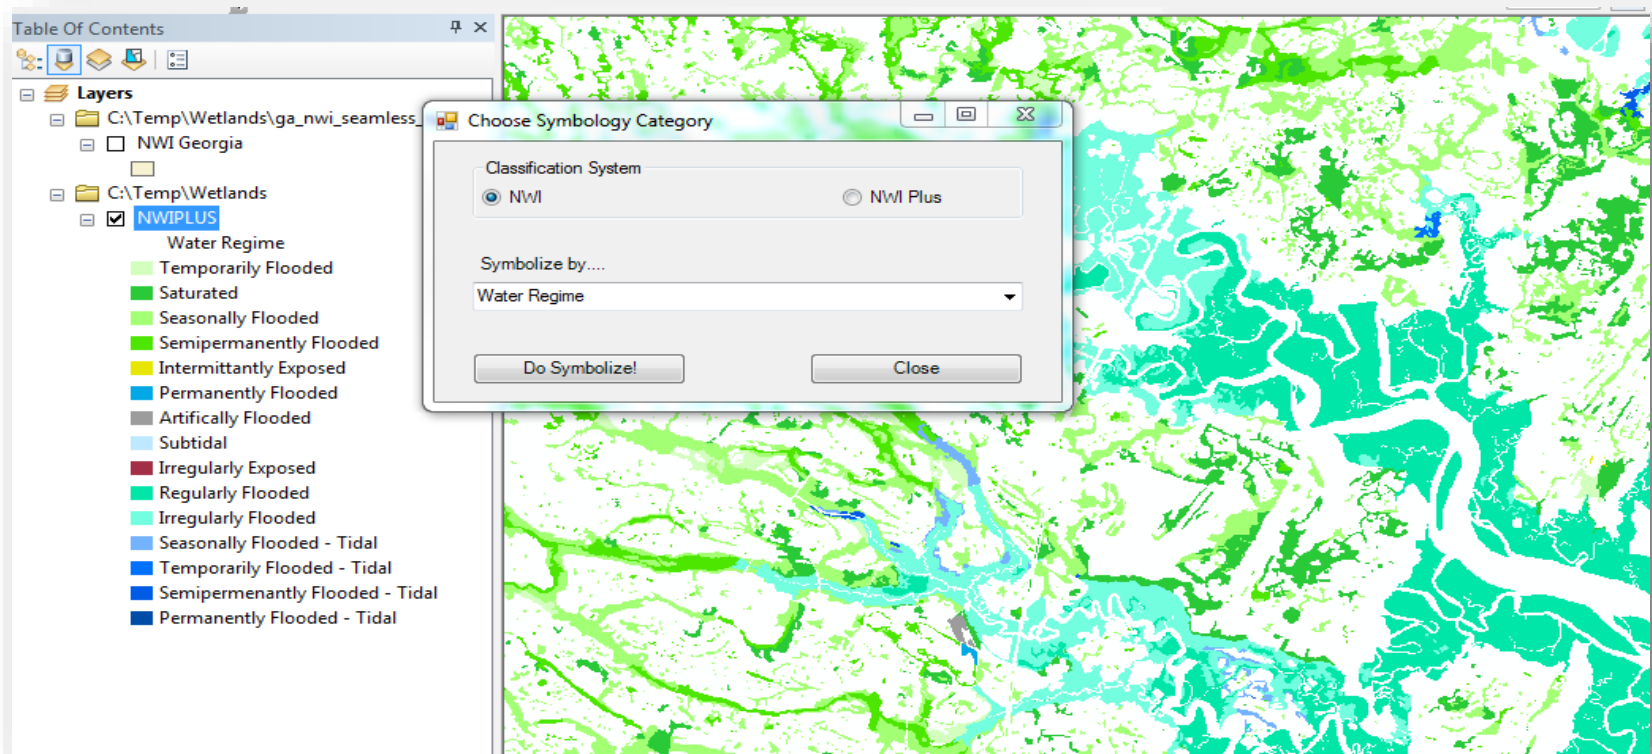 Table Of Contents
Layers
C:\Temp\Wetlands\ga_nwi_seamless_
NWI Georgia
C:\Temp\Wetlands
NWIPLUS
Water Regime
Temporarily Flooded
Saturated
Seasonally Flooded
Semipermanently Flooded
Intermittantly Exposed
Permanently Flooded
Artifically Flooded
Subtidal
Irregularly Exposed
Regularly Flooded
Irregularly Flooded
Seasonally Flooded - Tidal
Temporarily Flooded - Tidal
Semipermenantly Flooded - Tidal
Permanently Flooded - Tidal
Choose Symbology Category
Classification System
NWI
NWI Plus
Symbolize by....
Water Regime
Do Symbolize!
Close